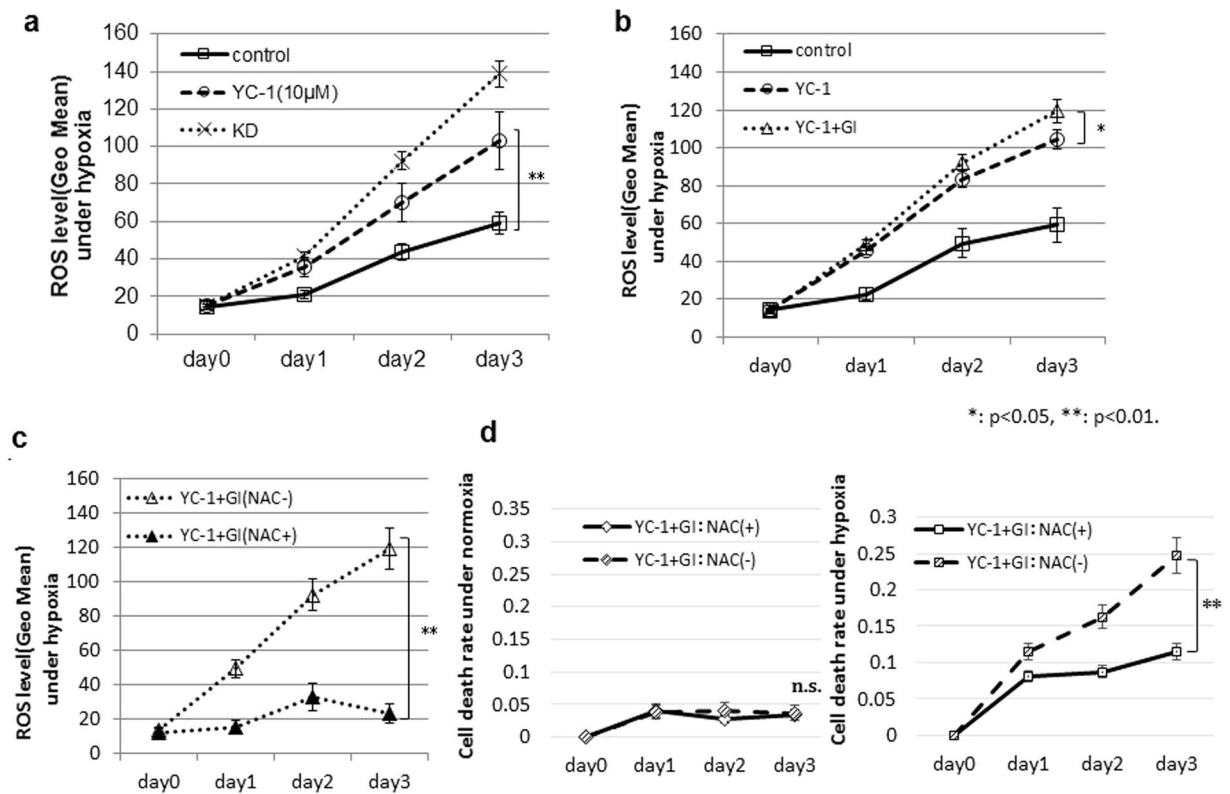 a
ROS level(Geo Mean)
under hypoxia
160
140
120
100
80
60
40
20
0
control
YC-1(10μM)
KD
**
day0 day1 day2 day3
b
ROS level(Geo Mean)
under hypoxia
160
140
120
100
80
60
40
20
0
control
YC-1
YC-1+GI
*
day0 day1 day2 day3
*: p<0.05, **: p<0.01.
c
ROS level(Geo Mean)
under hypoxia
160
140
120
100
80
60
40
20
0
YC-1+GI(NAC-)
YC-1+GI(NAC+)
**
day0 day1 day2 day3
d
Cell death rate under normoxia
0.35
0.3
0.25
0.2
0.15
0.1
0.05
0
YC-1+GI:NAC(+)
YC-1+GI:NAC(-)
n.s.
day0 day1 day2 day3
Cell death rate under hypoxia
0.3
0.25
0.2
0.15
0.1
0.05
0
YC-1+GI:NAC(+)
YC-1+GI:NAC(-)
**
day0 day1 day2 day3